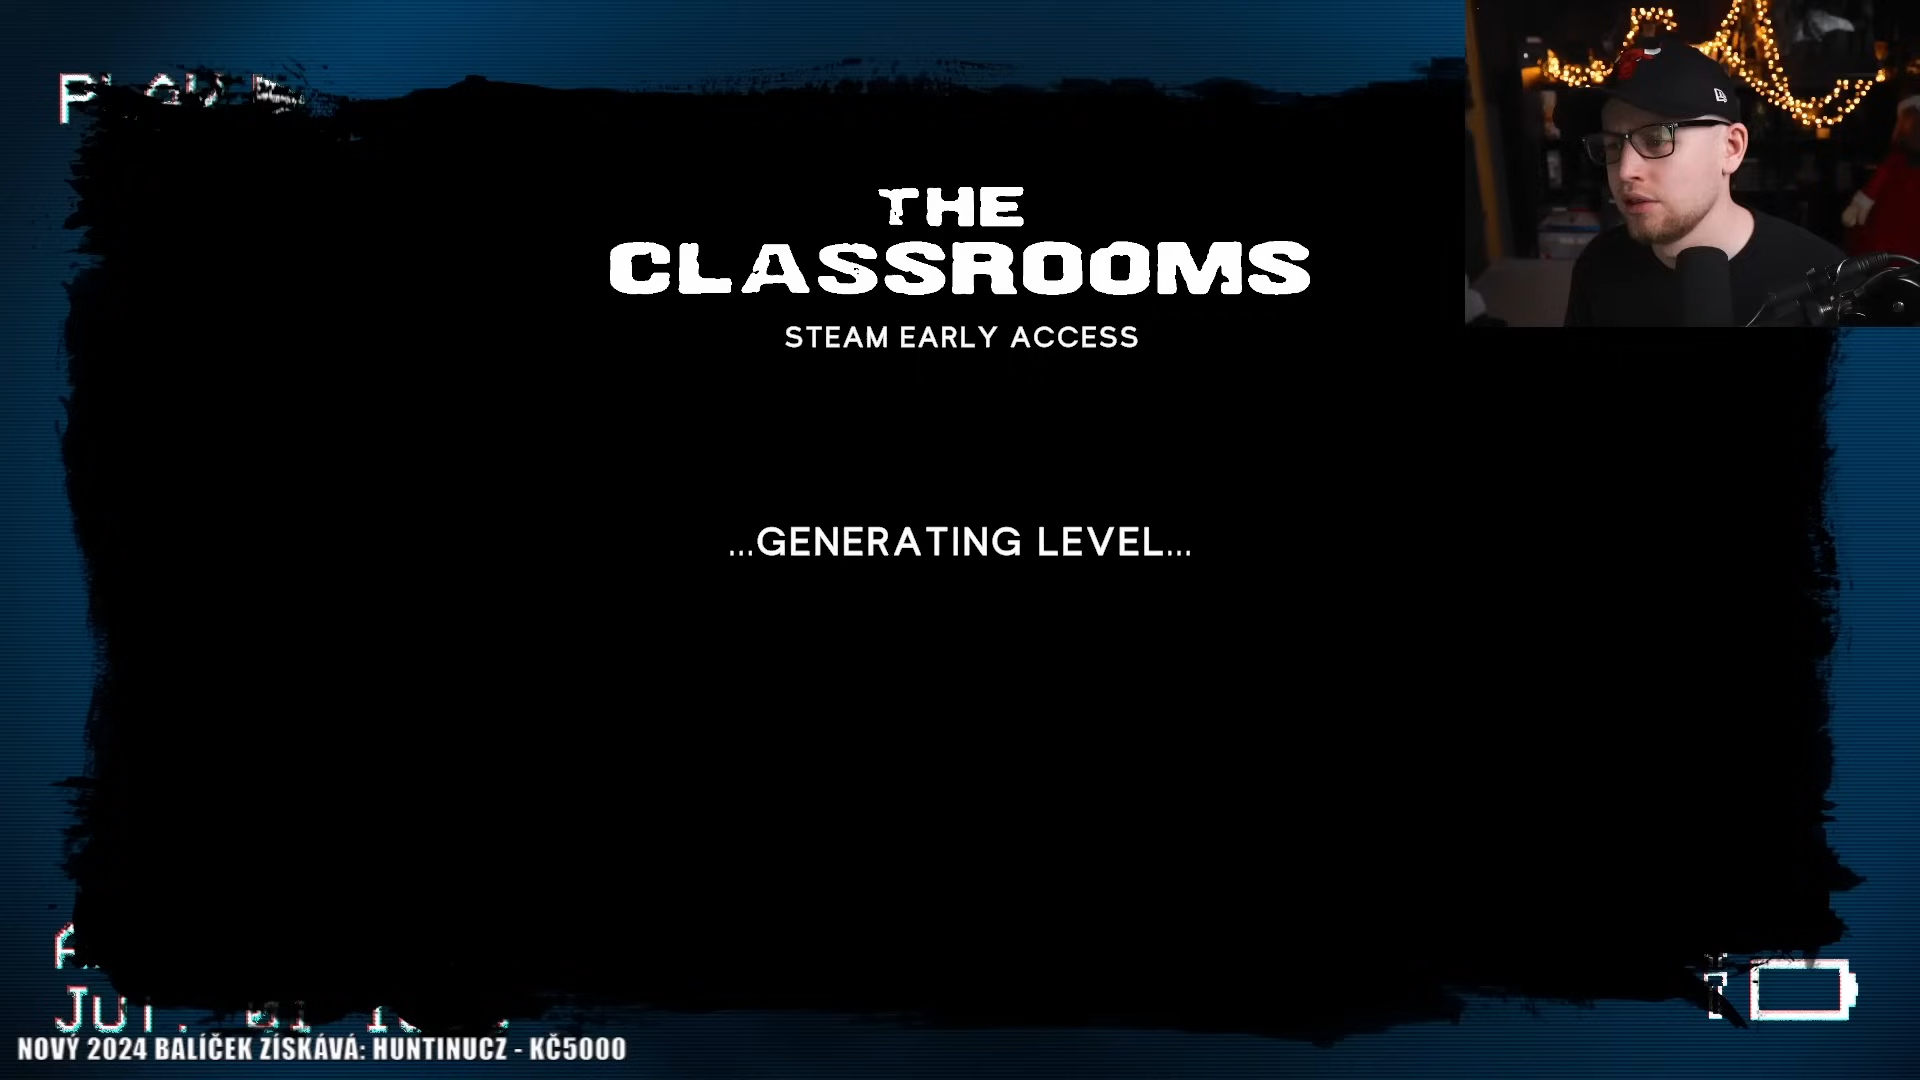 THE
CLASSROOMS
STEAM EARLY ACCESS
...GENERATING LEVEL...
NOVÝ 2024 BALÍČEK ZÍSKÁVÁ: HUNTINUCZ - KČ5000